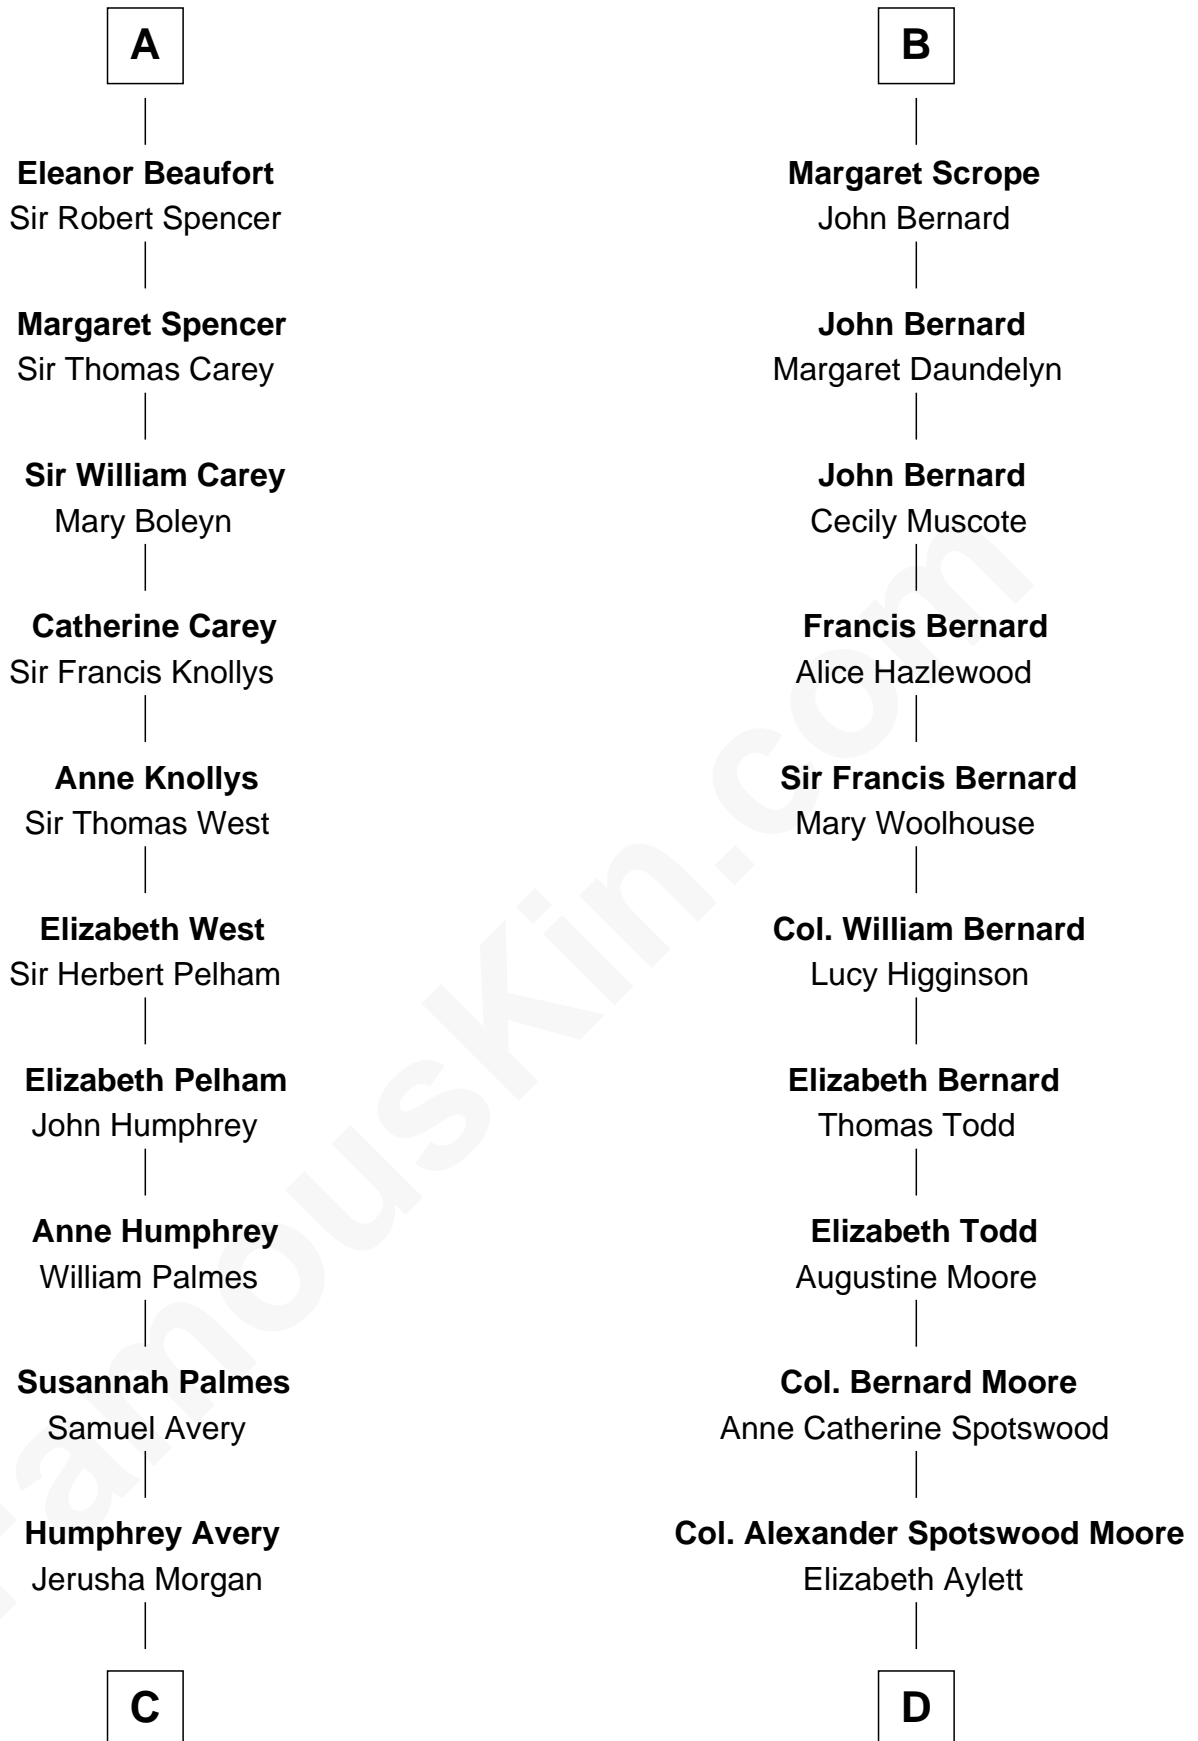 A
Eleanor Beaufort
Sir Robert Spencer
Margaret Spencer
Sir Thomas Carey
Sir William Carey
Mary Boleyn
Catherine Carey
Sir Francis Knollys
Anne Knollys
Sir Thomas West
Elizabeth West
Sir Herbert Pelham
Elizabeth Pelham
John Humphrey
Anne Humphrey
William Palmes
Susannah Palmes
Samuel Avery
Humphrey Avery
Jerusha Morgan
C
B
Margaret Scrope
John Bernard
John Bernard
Margaret Daundelyn
John Bernard
Cecily Muscote
Francis Bernard
Alice Hazlewood
Sir Francis Bernard
Mary Woolhouse
Col. William Bernard
Lucy Higginson
Elizabeth Bernard
Thomas Todd
Elizabeth Todd
Augustine Moore
Col. Bernard Moore
Anne Catherine Spotswood
Col. Alexander Spotswood Moore
Elizabeth Aylett
D
FamousKin.com